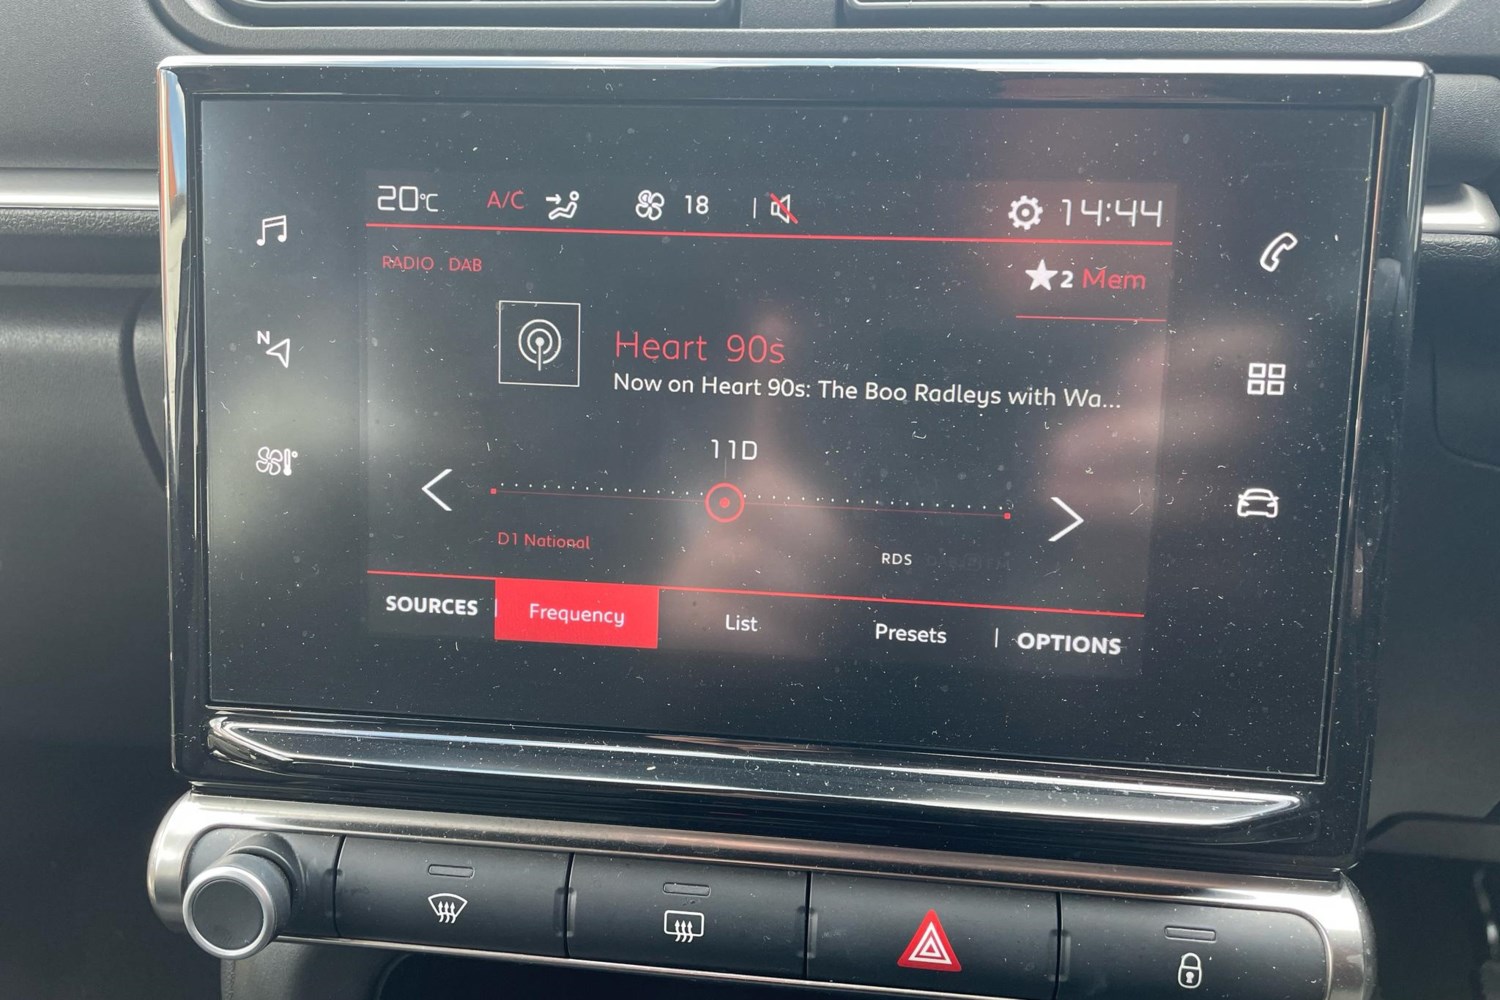 20°C A/C 18 14:44
RADIO . DAB
2 Mem
Heart 90s
Now on Heart 90s: The Boo Radleys with Wa...
11D
D1 National
RDS
SOURCES Frequency List Presets OPTIONS
N